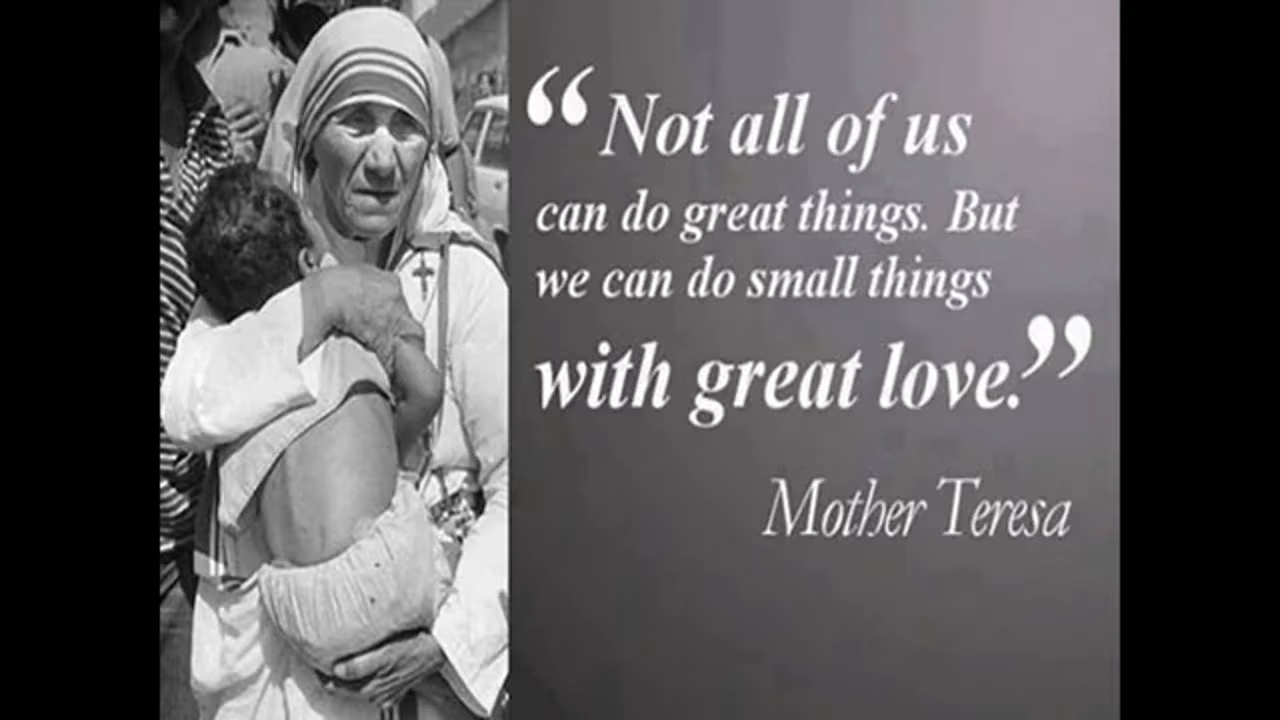 “Not all of us
can do great things. But
we can do small things
with great love.”
Mother Teresa